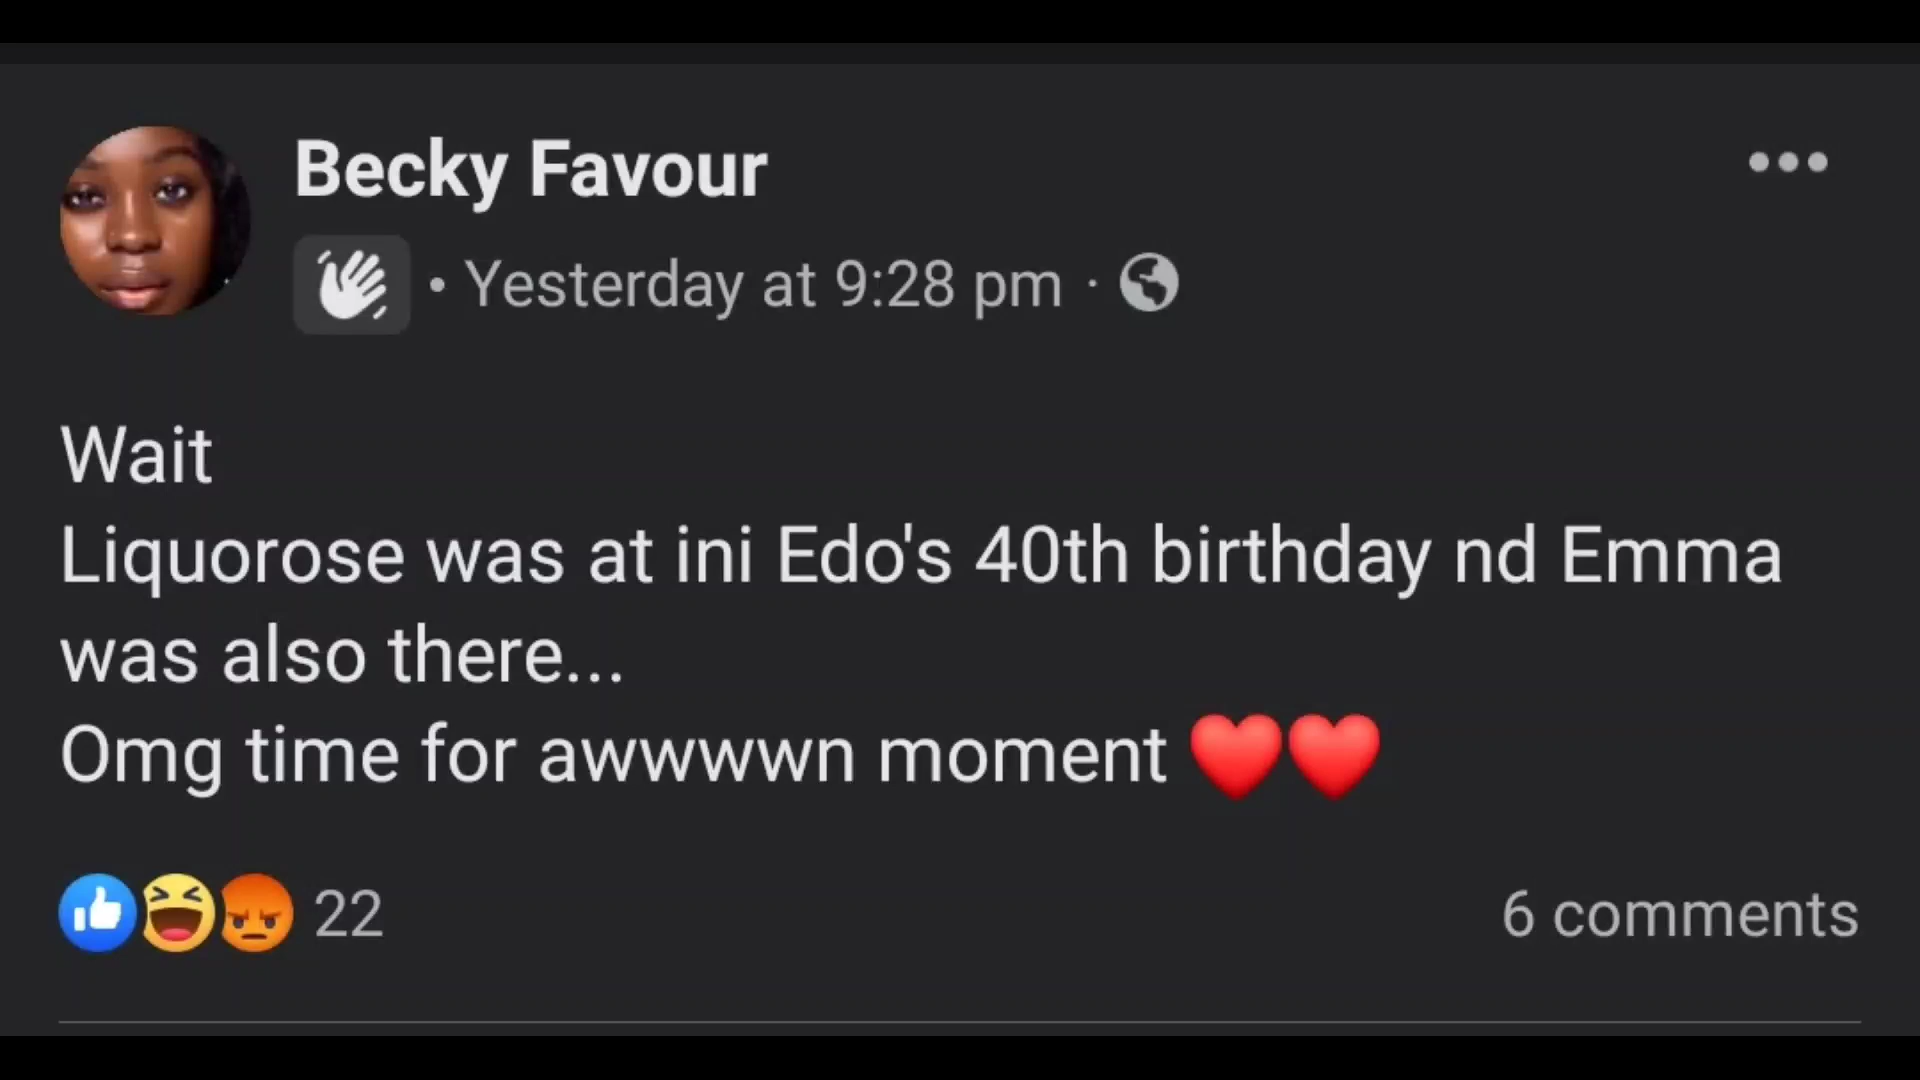 Becky Favour
• Yesterday at 9:28 pm ·
Wait
Liquorose was at ini Edo's 40th birthday nd Emma
was also there...
Omg time for awwwwn moment ❤️❤️
22
6 comments